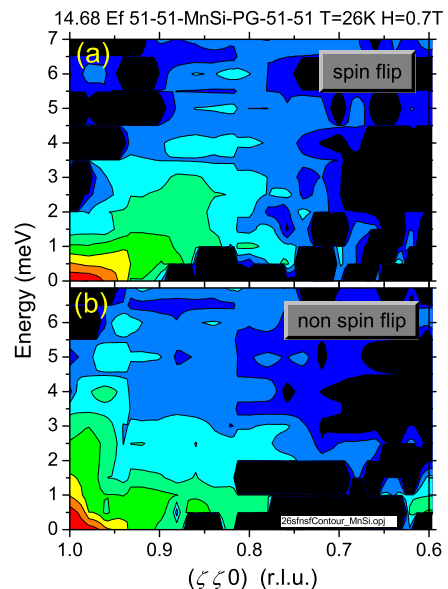 14.68 Ef 51-51-MnSi-PG-51-51 T=26K H=0.7T
7
(a)
spin flip
6
5
4
3
2
1
0
Energy (meV)
(b)
non spin flip
6
5
4
3
2
1
0
26sfnsfContour_MnSi.opj
1.0 0.9 0.8 0.7 0.6
(ζ ζ 0) (r.l.u.)